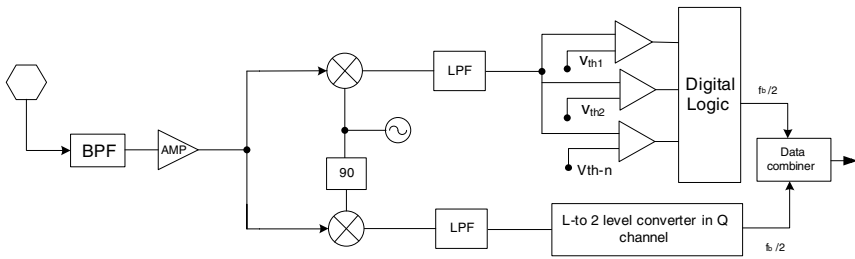 BPF
AMP
90
LPF
LPF
Vth1
Vth2
Vth-n
Digital
Logic
fb/2
Data
combiner
L-to 2 level converter in Q
channel
fb/2